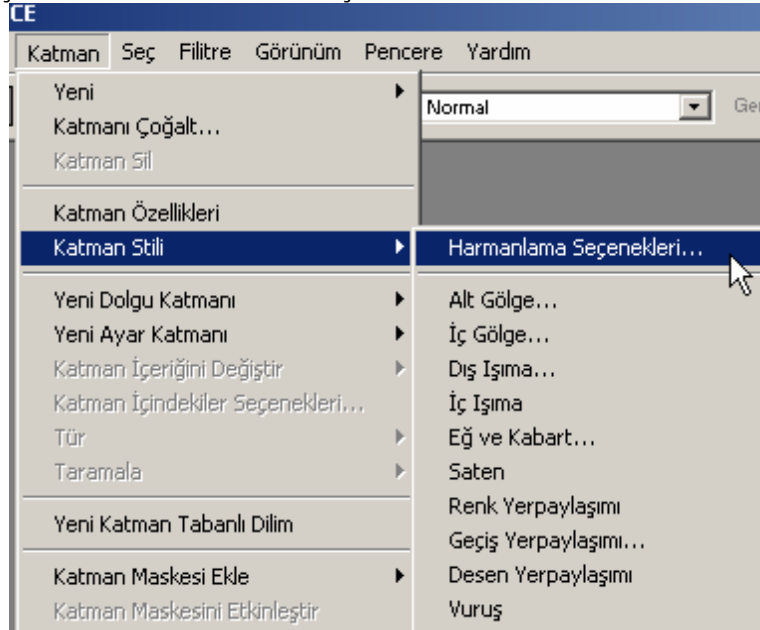 CE
Katman Seç Filitre Görünüm Pencere Yardım
Normal
Yeni
Katmanı Çoğalt...
Katman Sil
Katman Özellikleri
Katman Stili
Yeni Dolgu Katmanı
Yeni Ayar Katmanı
Katman İçeriğini Değiştir
Katman İçindekiler Seçenekleri...
Tür
Taramala
Yeni Katman Tabanlı Dilim
Katman Maskesi Ekle
Katman Maskesini Etkinleştir
Harmanlama Seçenekleri...
Alt Gölge...
İç Gölge...
Dış Işıma...
İç Işıma
Eğ ve Kabart...
Saten
Renk Yerpaylaşımı
Geçiş Yerpaylaşımı...
Desen Yerpaylaşımı
Vuruş